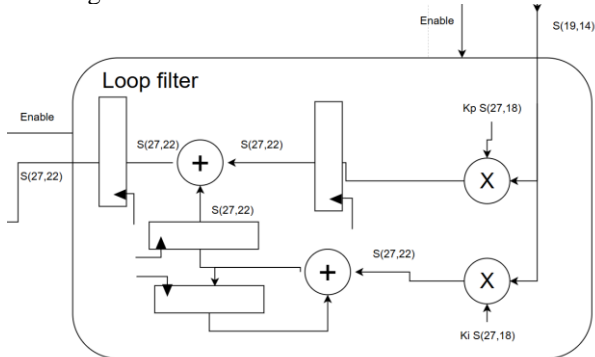 Enable
S(19,14)
Loop filter
Enable
Kp S(27,18)
S(27,22)
S(27,22)
S(27,22)
+
X
S(27,22)
S(27,22)
+
X
Ki S(27,18)